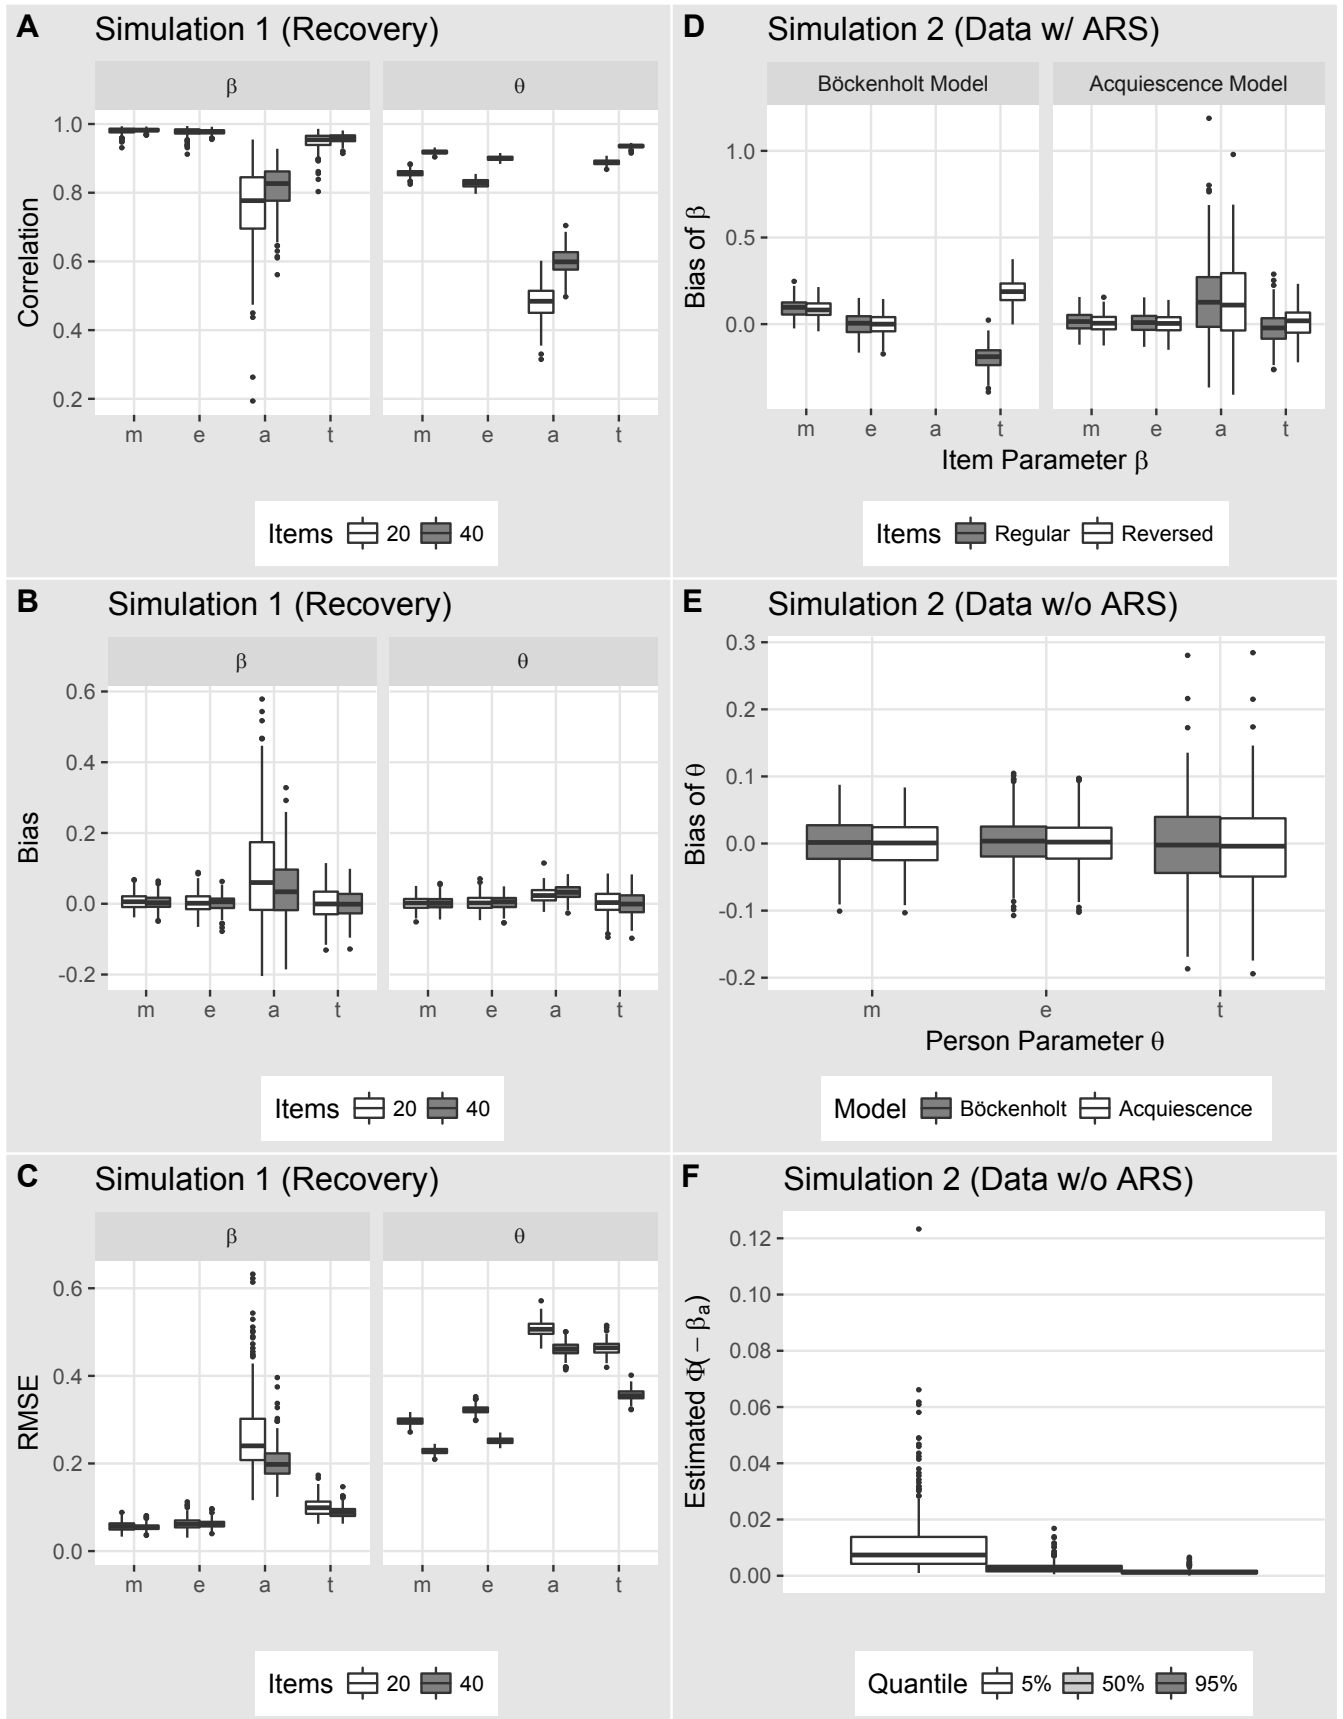 A Simulation 1 (Recovery)
β θ
Correlation
1.0
0.8
0.6
0.4
0.2
m e a t m e a t
Items 20 40
B Simulation 1 (Recovery)
β θ
Bias
0.6
0.4
0.2
0.0
-0.2
m e a t m e a t
Items 20 40
C Simulation 1 (Recovery)
β θ
RMSE
0.6
0.4
0.2
0.0
m e a t m e a t
Items 20 40
D Simulation 2 (Data w/ ARS)
Böckenholt Model Acquiescence Model
Bias of β
1.0
0.5
0.0
m e a t m e a t
Item Parameter β
Items Regular Reversed
E Simulation 2 (Data w/o ARS)
Bias of θ
0.3
0.2
0.1
0.0
-0.1
-0.2
m e t
Person Parameter θ
Model Böckenholt Acquiescence
F Simulation 2 (Data w/o ARS)
Estimated Φ(−βa)
0.12
0.10
0.08
0.06
0.04
0.02
0.00
Quantile 5% 50% 95%